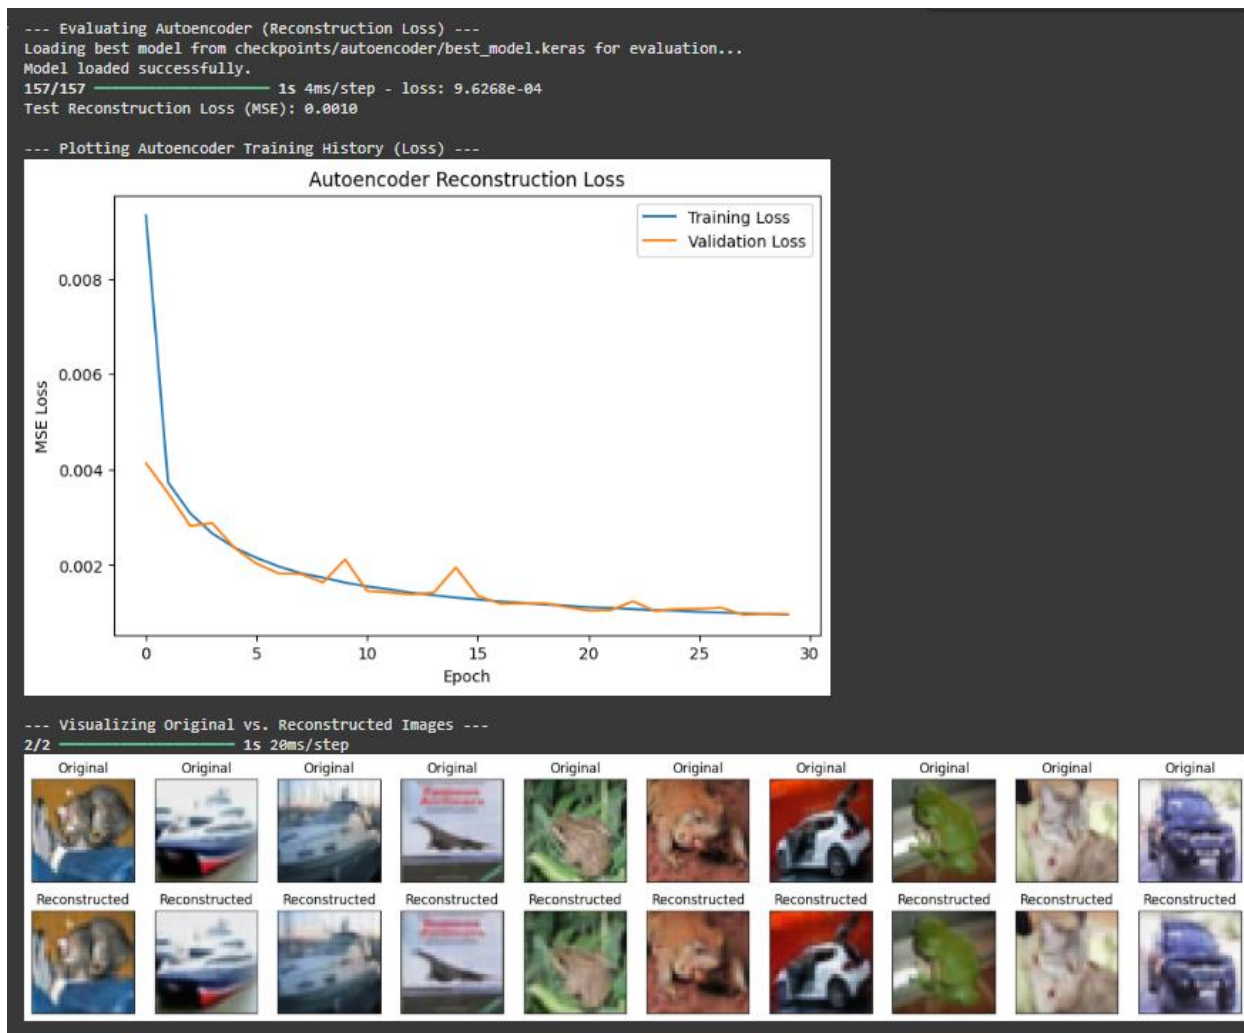 --- Evaluating Autoencoder (Reconstruction Loss) ---
Loading best model from checkpoints/autoencoder/best_model.keras for evaluation...
Model loaded successfully.
157/157 ━━━━━━━━━━━━━━━━━━━━ 1s 4ms/step - loss: 9.6268e-04
Test Reconstruction Loss (MSE): 0.0010
--- Plotting Autoencoder Training History (Loss) ---
Autoencoder Reconstruction Loss
Training Loss
Validation Loss
0.008
0.006
0.004
0.002
MSE Loss
0 5 10 15 20 25 30
Epoch
--- Visualizing Original vs. Reconstructed Images ---
2/2 ━━━━━━━━━━━━━━━━━━━━ 1s 20ms/step
Original Original Original Original Original Original Original Original Original Original
Reconstructed Reconstructed Reconstructed Reconstructed Reconstructed Reconstructed Reconstructed Reconstructed Reconstructed Reconstructed